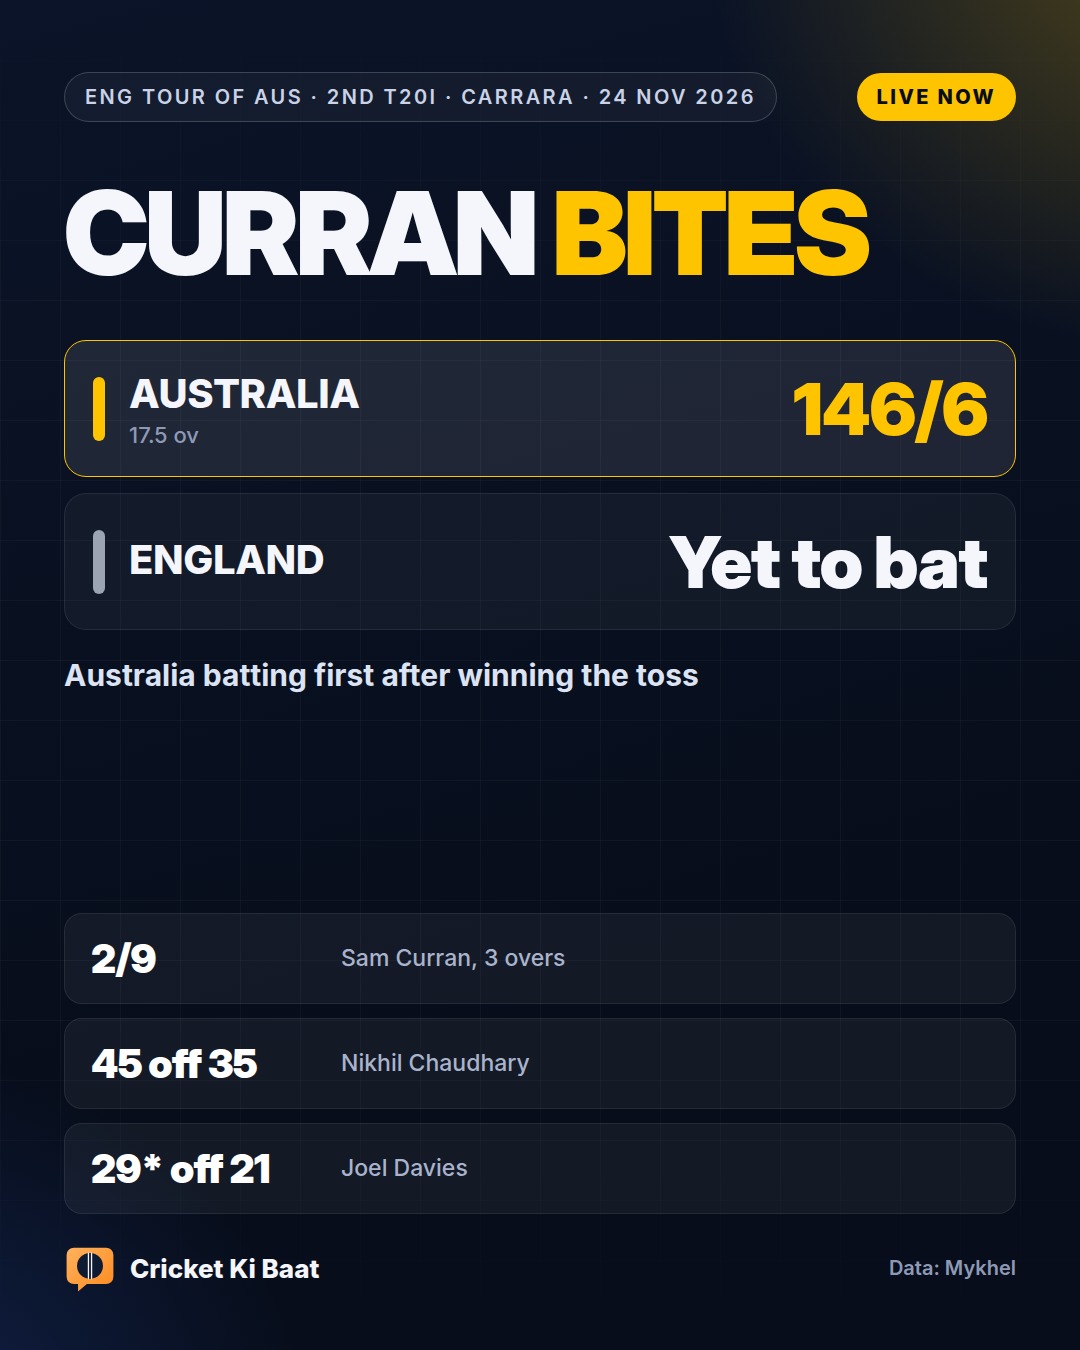 ENG TOUR OF AUS · 2ND T20I · CARRARA · 24 NOV 2026
LIVE NOW
CURRAN BITES
AUSTRALIA
17.5 ov
146/6
ENGLAND
Yet to bat
Australia batting first after winning the toss
2/9
Sam Curran, 3 overs
45 off 35
Nikhil Chaudhary
29* off 21
Joel Davies
Cricket Ki Baat
Data: Mykhel